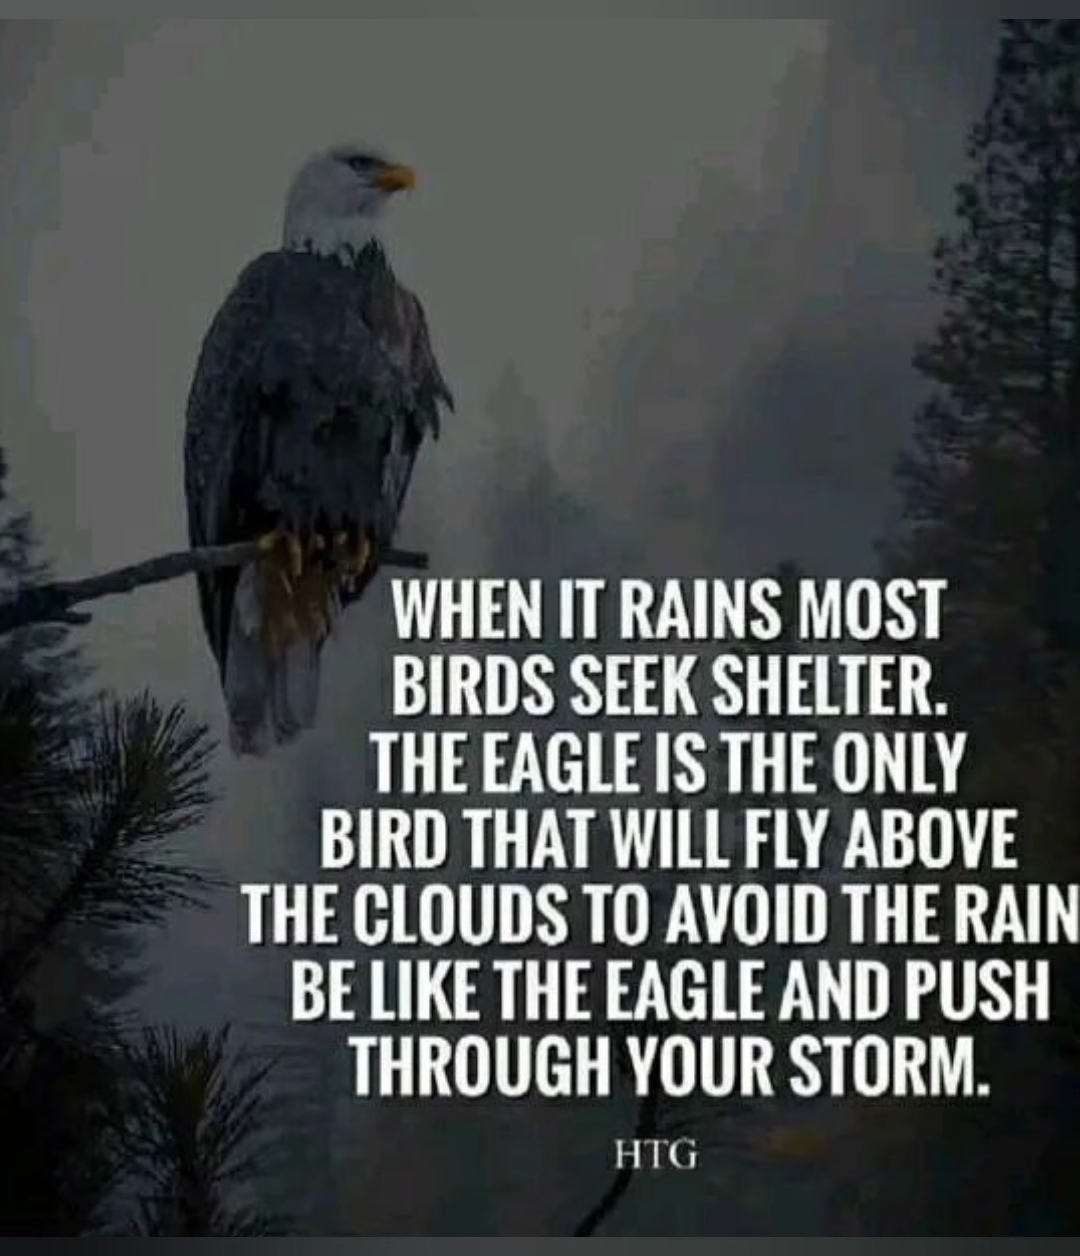 WHEN IT RAINS MOST
BIRDS SEEK SHELTER.
THE EAGLE IS THE ONLY
BIRD THAT WILL FLY ABOVE
THE CLOUDS TO AVOID THE RAIN
BE LIKE THE EAGLE AND PUSH
THROUGH YOUR STORM.
HTG